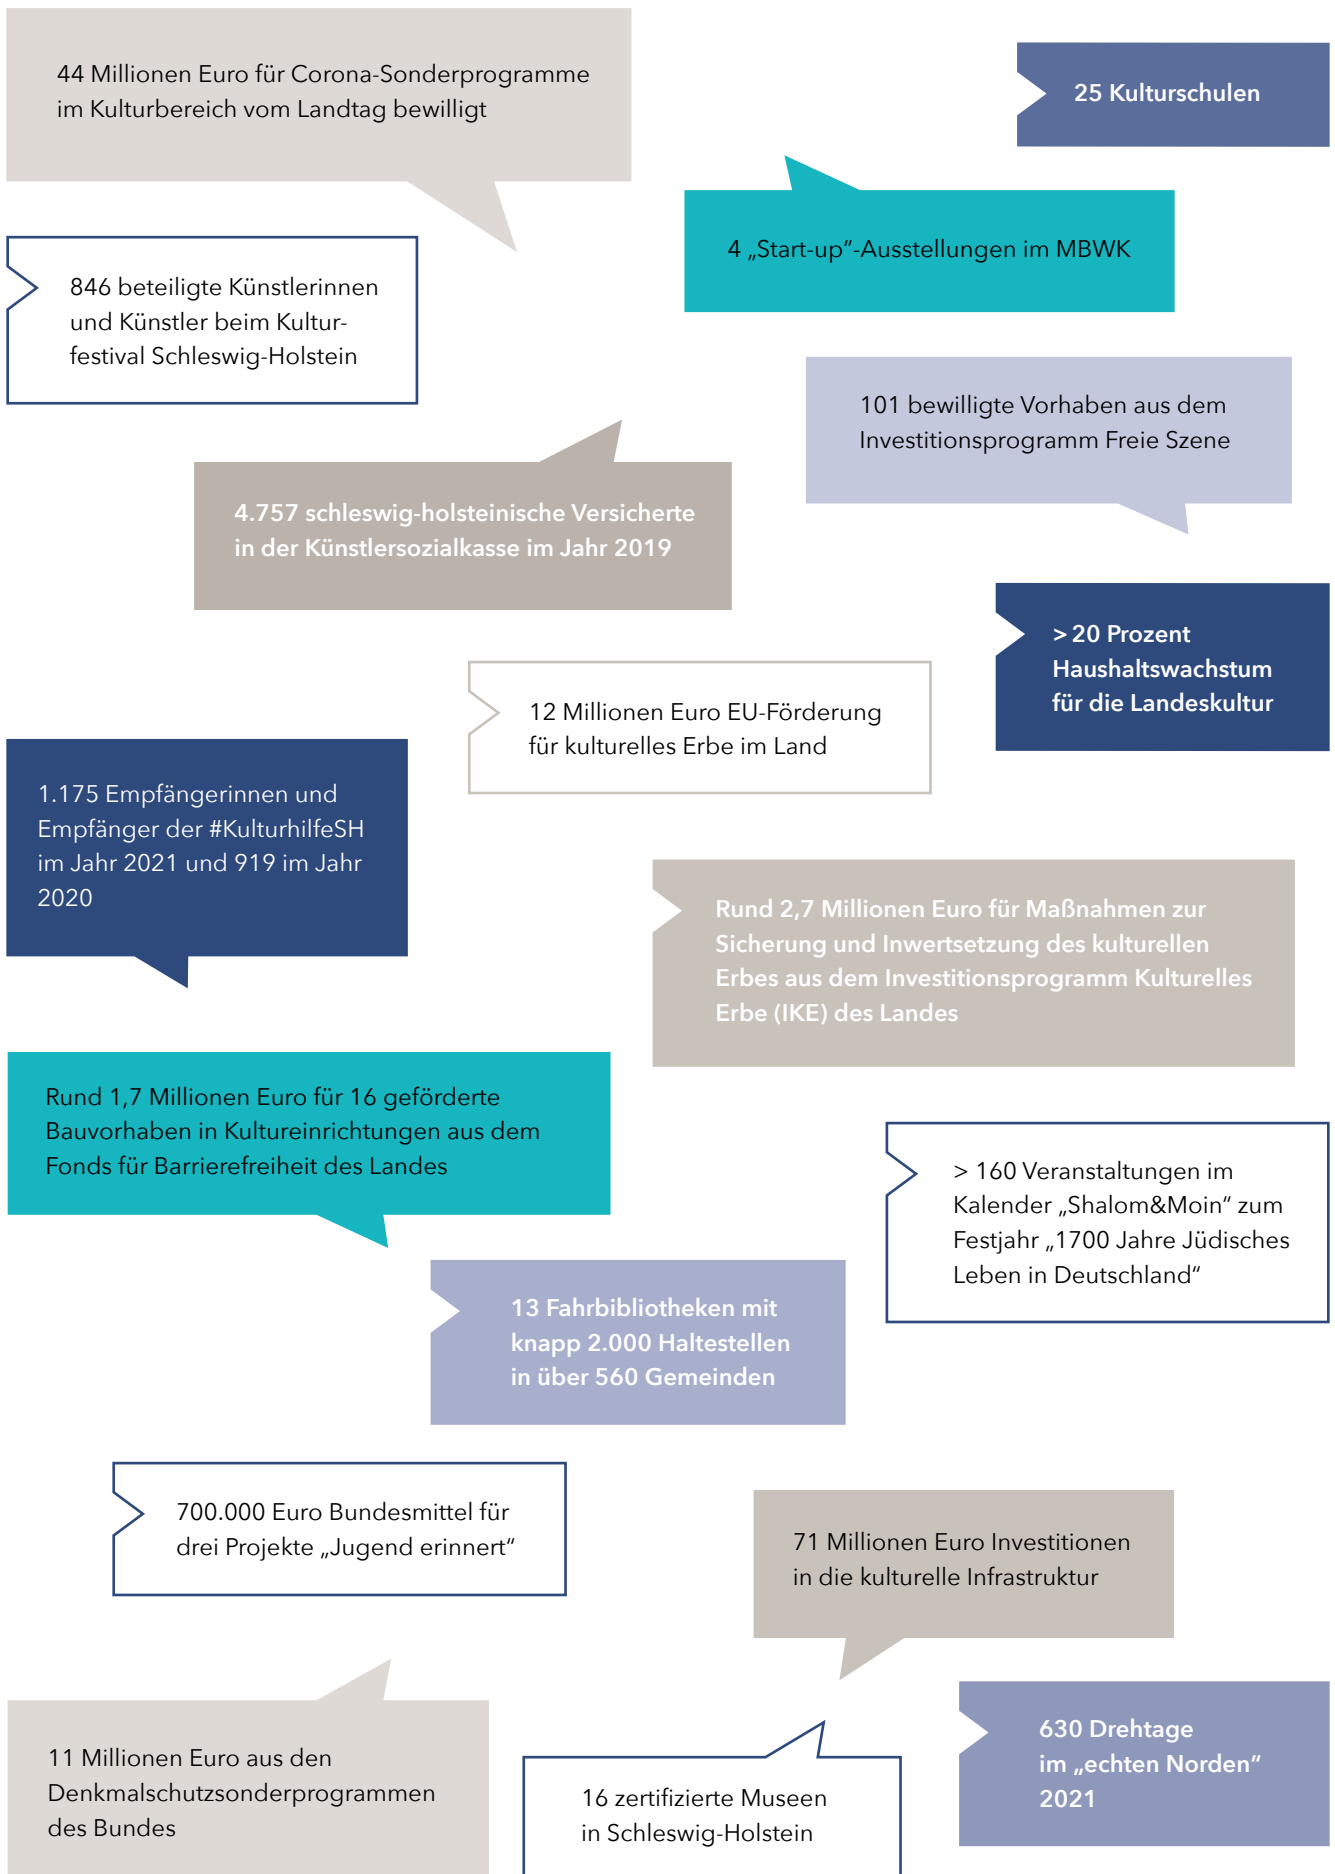 44 Millionen Euro für Corona-Sonderprogramme
im Kulturbereich vom Landtag bewilligt
25 Kulturschulen
4 „Start-up“-Ausstellungen im MBWK
846 beteiligte Künstlerinnen
und Künstler beim Kultur-
festival Schleswig-Holstein
101 bewilligte Vorhaben aus dem
Investitionsprogramm Freie Szene
4.757 schleswig-holsteinische Versicherte
in der Künstlersozialkasse im Jahr 2019
> 20 Prozent
Haushaltswachstum
für die Landeskultur
12 Millionen Euro EU-Förderung
für kulturelles Erbe im Land
1.175 Empfängerinnen und
Empfänger der #KulturhilfeSH
im Jahr 2021 und 919 im Jahr
2020
Rund 2,7 Millionen Euro für Maßnahmen zur
Sicherung und Inwertsetzung des kulturellen
Erbes aus dem Investitionsprogramm Kulturelles
Erbe (IKE) des Landes
Rund 1,7 Millionen Euro für 16 geförderte
Bauvorhaben in Kultureinrichtungen aus dem
Fonds für Barrierefreiheit des Landes
> 160 Veranstaltungen im
Kalender „Shalom&Moin“ zum
Festjahr „1700 Jahre Jüdisches
Leben in Deutschland“
13 Fahrbibliotheken mit
knapp 2.000 Haltestellen
in über 560 Gemeinden
700.000 Euro Bundesmittel für
drei Projekte „Jugend erinnert“
71 Millionen Euro Investitionen
in die kulturelle Infrastruktur
11 Millionen Euro aus den
Denkmalschutzsonderprogrammen
des Bundes
16 zertifizierte Museen
in Schleswig-Holstein
630 Drehtage
im „echten Norden“
2021